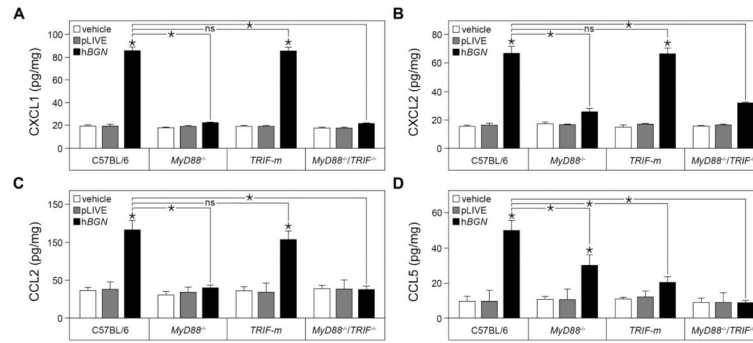 A
B
CXCL1 (pg/mg)
100
80
60
40
20
0
vehicle
pLIVE
hBGN
*
ns
*
*
*
C57BL/6
MyD88-/-
TRIF-m
MyD88-/-/TRIF-/-
CXCL2 (pg/mg)
80
60
40
20
0
vehicle
pLIVE
hBGN
*
ns
*
*
*
C57BL/6
MyD88-/-
TRIF-m
MyD88-/-/TRIF-/-
C
D
CCL2 (pg/mg)
150
150
50
0
vehicle
pLIVE
hBGN
*
ns
*
*
*
C57BL/6
MyD88-/-
TRIF-m
MyD88-/-/TRIF-/-
CCL5 (pg/mg)
60
40
20
0
vehicle
pLIVE
hBGN
*
*
*
*
*
C57BL/6
MyD88-/-
TRIF-m
MyD88-/-/TRIF-/-